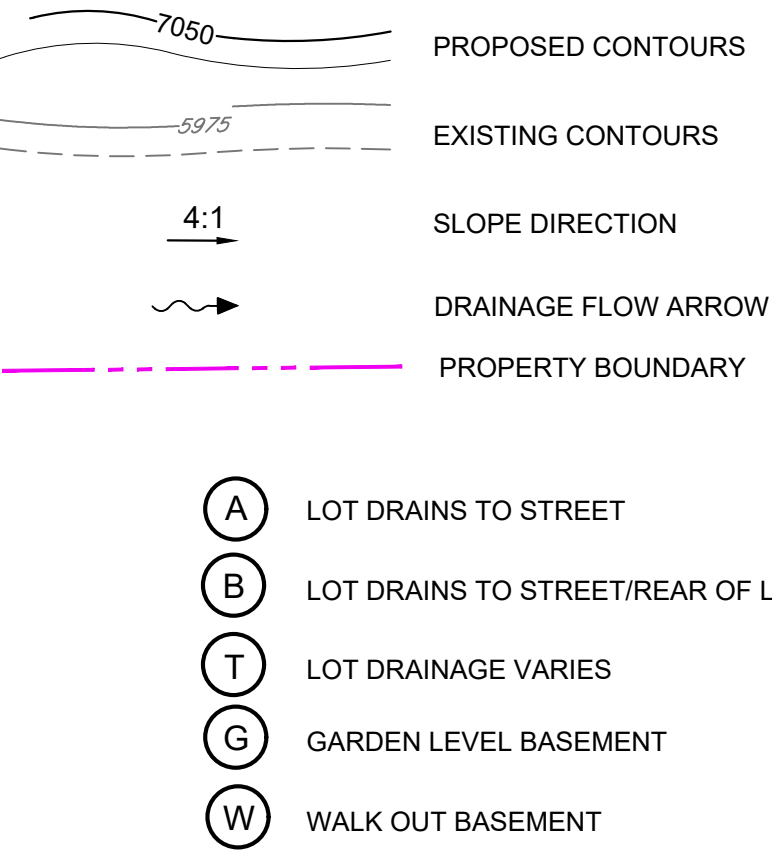 7050
PROPOSED CONTOURS
5975
EXISTING CONTOURS
4:1
SLOPE DIRECTION
DRAINAGE FLOW ARROW
PROPERTY BOUNDARY
A LOT DRAINS TO STREET
B LOT DRAINS TO STREET/REAR OF L
T LOT DRAINAGE VARIES
G GARDEN LEVEL BASEMENT
W WALK OUT BASEMENT